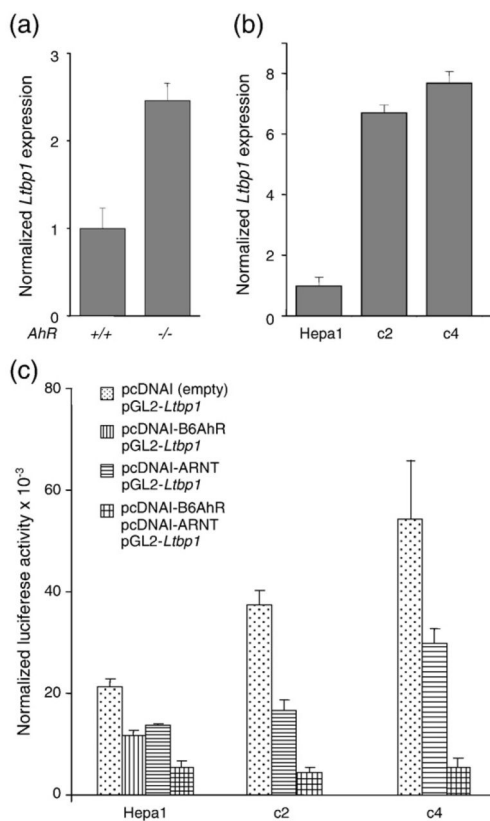 (a)
Normalized Ltbp1 expression
3
2
1
0
AhR +/+ -/-
(b)
Normalized Ltbp1 expression
8
6
4
2
0
Hepa1 c2 c4
(c)
Normalized luciferese activity x 10-3
80
60
40
20
0
pcDNAI (empty)
pGL2-Ltbp1
pcDNAI-B6AhR
pGL2-Ltbp1
pcDNAI-ARNT
pGL2-Ltbp1
pcDNAI-B6AhR
pcDNAI-ARNT
pGL2-Ltbp1
Hepa1 c2 c4